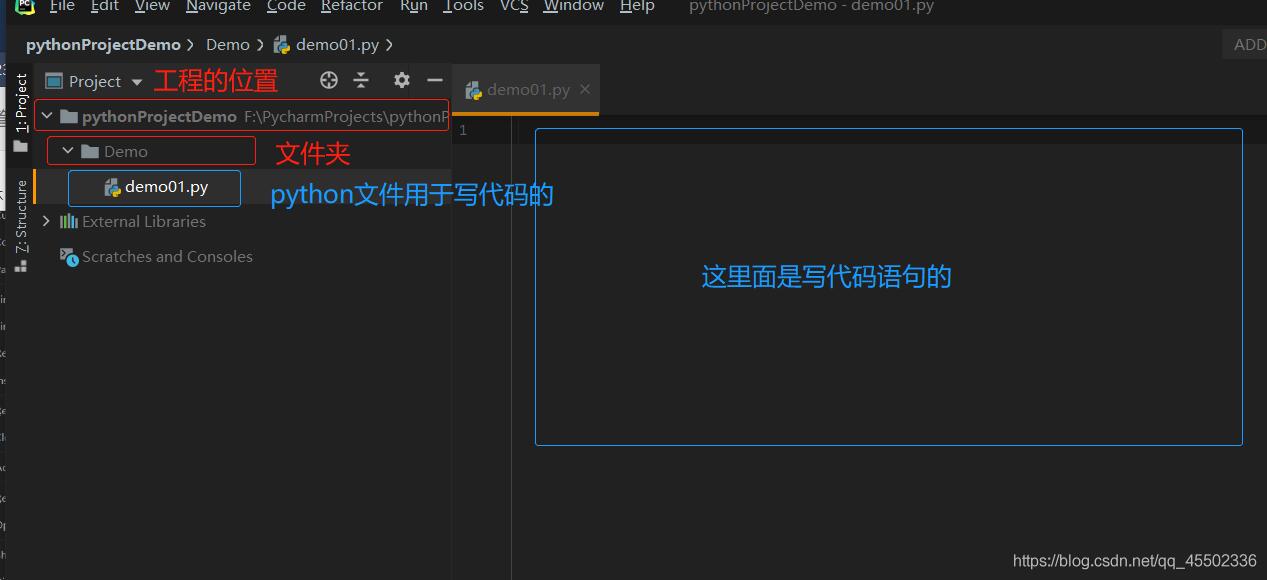 File Edit View Navigate Code Refactor Run Tools VCS Window Help pythonProjectDemo - demo01.py
pythonProjectDemo Demo demo01.py
ADD
1: Project
Project 工程的位置
demo01.py
pythonProjectDemo F:\PycharmProjects\pythonP
1
Demo 文件夹
demo01.py python文件用于写代码的
7: Structure
External Libraries
Scratches and Consoles
这里面是写代码语句的
https://blog.csdn.net/qq_45502336